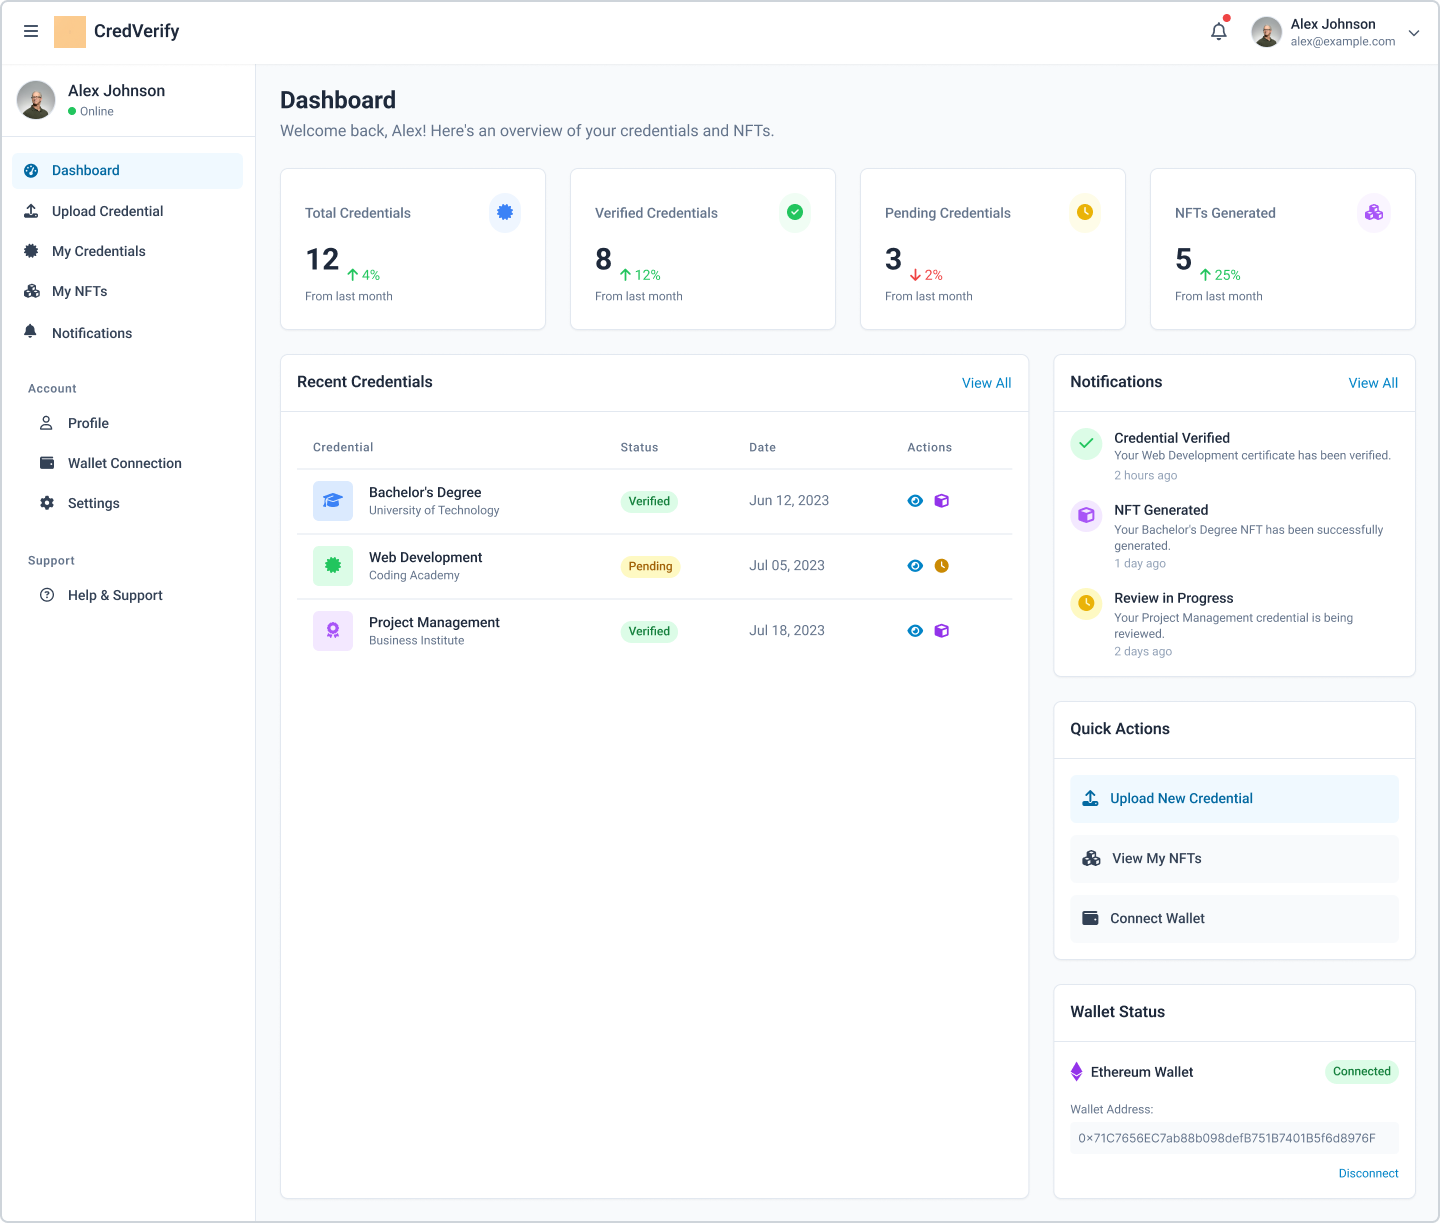 CredVerify
Alex Johnson
alex@example.com
Alex Johnson
Online
Dashboard
Upload Credential
My Credentials
My NFTs
Notifications
Account
Profile
Wallet Connection
Settings
Support
Help & Support
Dashboard
Welcome back, Alex! Here's an overview of your credentials and NFTs.
Total Credentials
12 4%
From last month
Verified Credentials
8 12%
From last month
Pending Credentials
3 2%
From last month
NFTs Generated
5 25%
From last month
Recent Credentials View All
Credential Status Date Actions
Bachelor's Degree
University of Technology
Verified Jun 12, 2023
Web Development
Coding Academy
Pending Jul 05, 2023
Project Management
Business Institute
Verified Jul 18, 2023
Notifications View All
Credential Verified
Your Web Development certificate has been verified.
2 hours ago
NFT Generated
Your Bachelor's Degree NFT has been successfully
generated.
1 day ago
Review in Progress
Your Project Management credential is being
reviewed.
2 days ago
Quick Actions
Upload New Credential
View My NFTs
Connect Wallet
Wallet Status
Ethereum Wallet Connected
Wallet Address:
0x71C7656EC7ab88b098defB751B7401B5f6d8976F
Disconnect